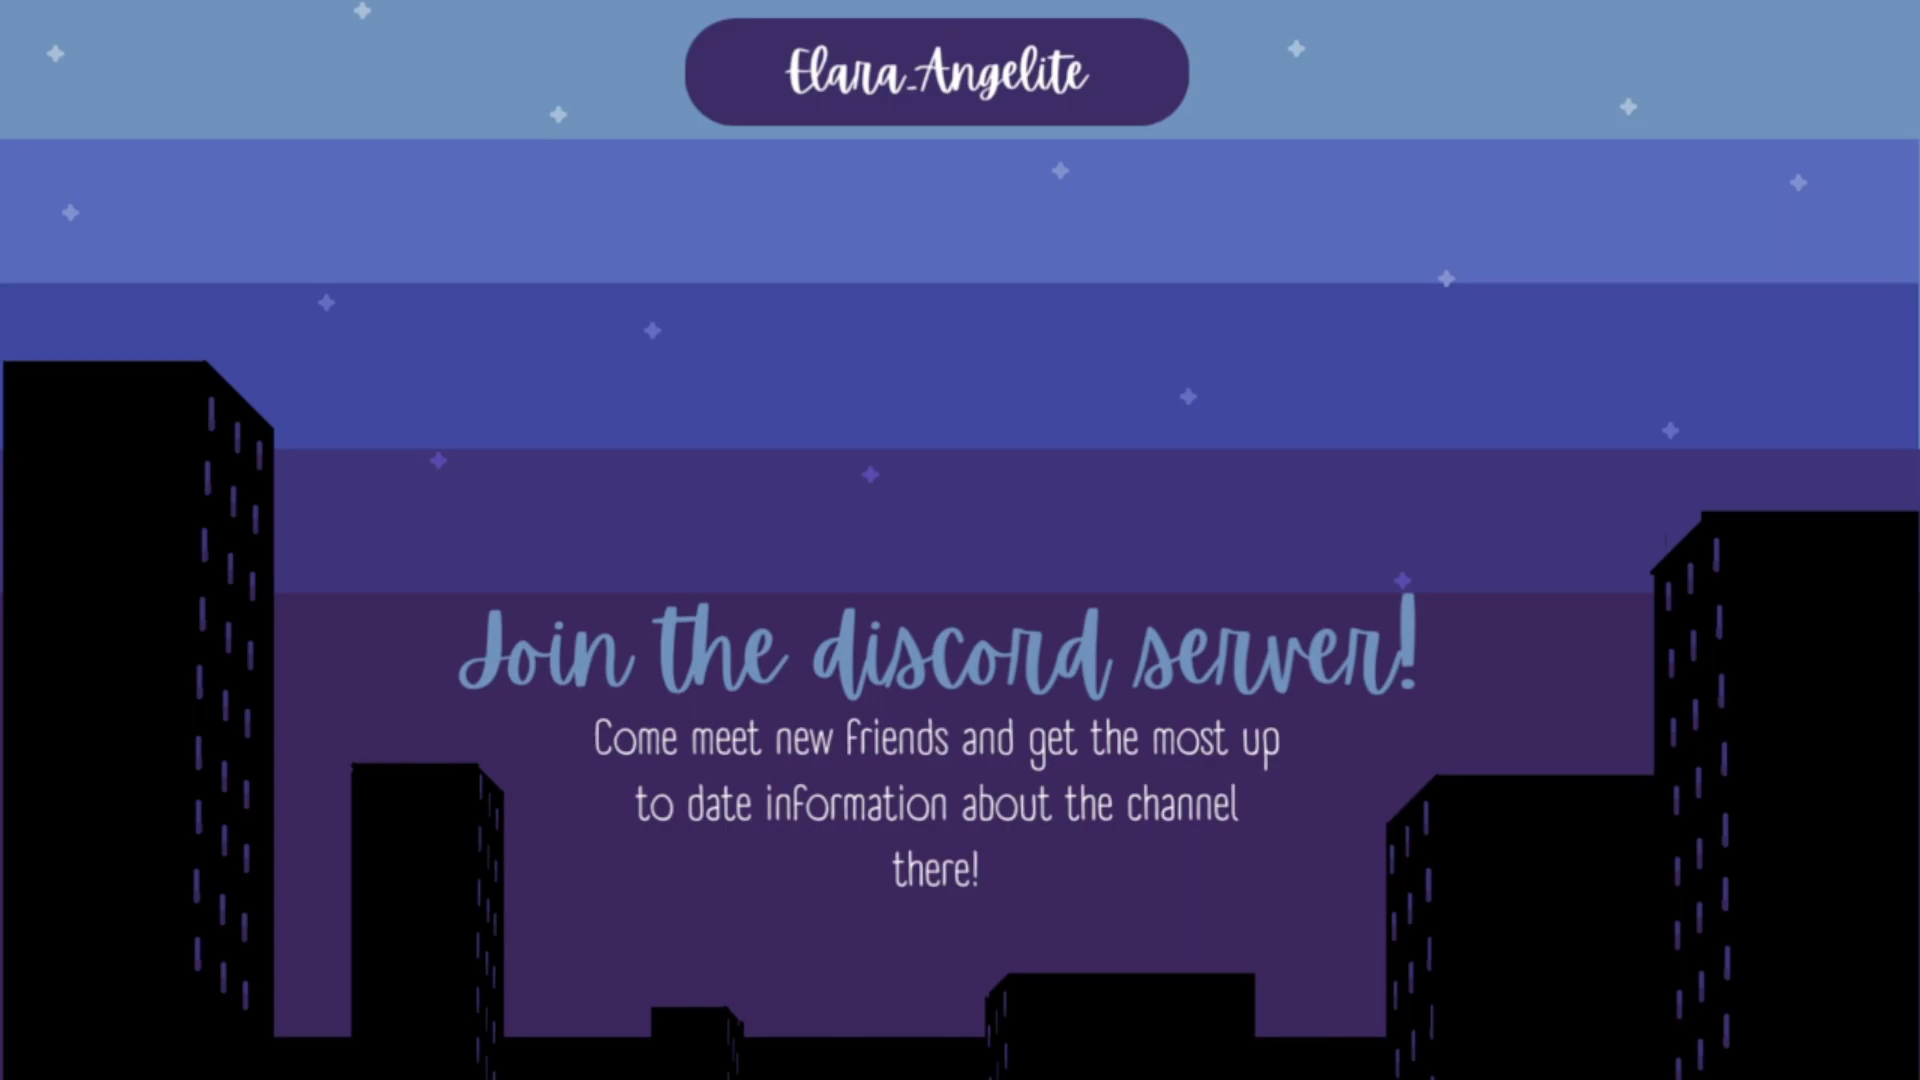 Elara_Angelite
Join the discord server!
Come meet new friends and get the most up
to date information about the channel
there!